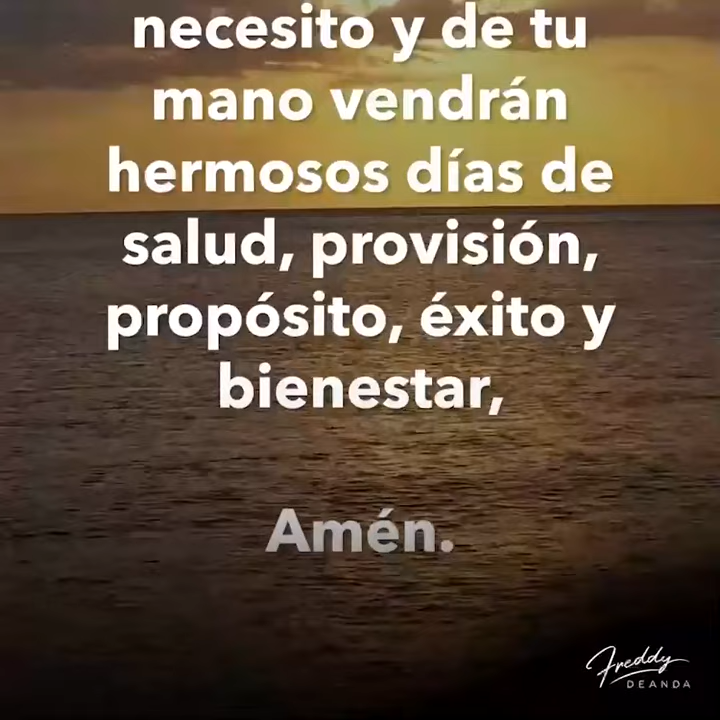 necesito y de tu
mano vendrán
hermosos días de
salud, provisión,
propósito, éxito y
bienestar,
Amén.
Freddy
DEANDA